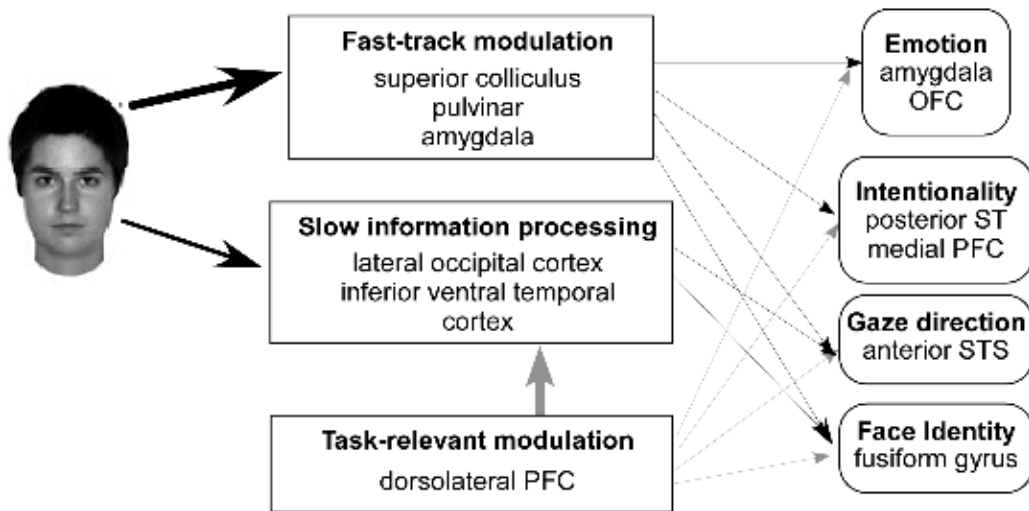 Fast-track modulation
superior colliculus
pulvinar
amygdala
Slow information processing
lateral occipital cortex
inferior ventral temporal
cortex
Task-relevant modulation
dorsolateral PFC
Emotion
amygdala
OFC
Intentionality
posterior ST
medial PFC
Gaze direction
anterior STS
Face Identity
fusiform gyrus